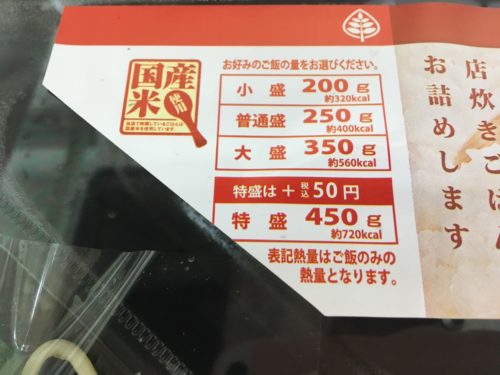 お好みのご飯の量をお選びください。
国産
米
小盛 200g
約320kcal
普通盛 250g
約400kcal
大盛 350g
約560kcal
特盛は+税込50円
特盛 450g
約720kcal
表記熱量はご飯のみの
熱量となります。
店炊きごはん
お詰めします